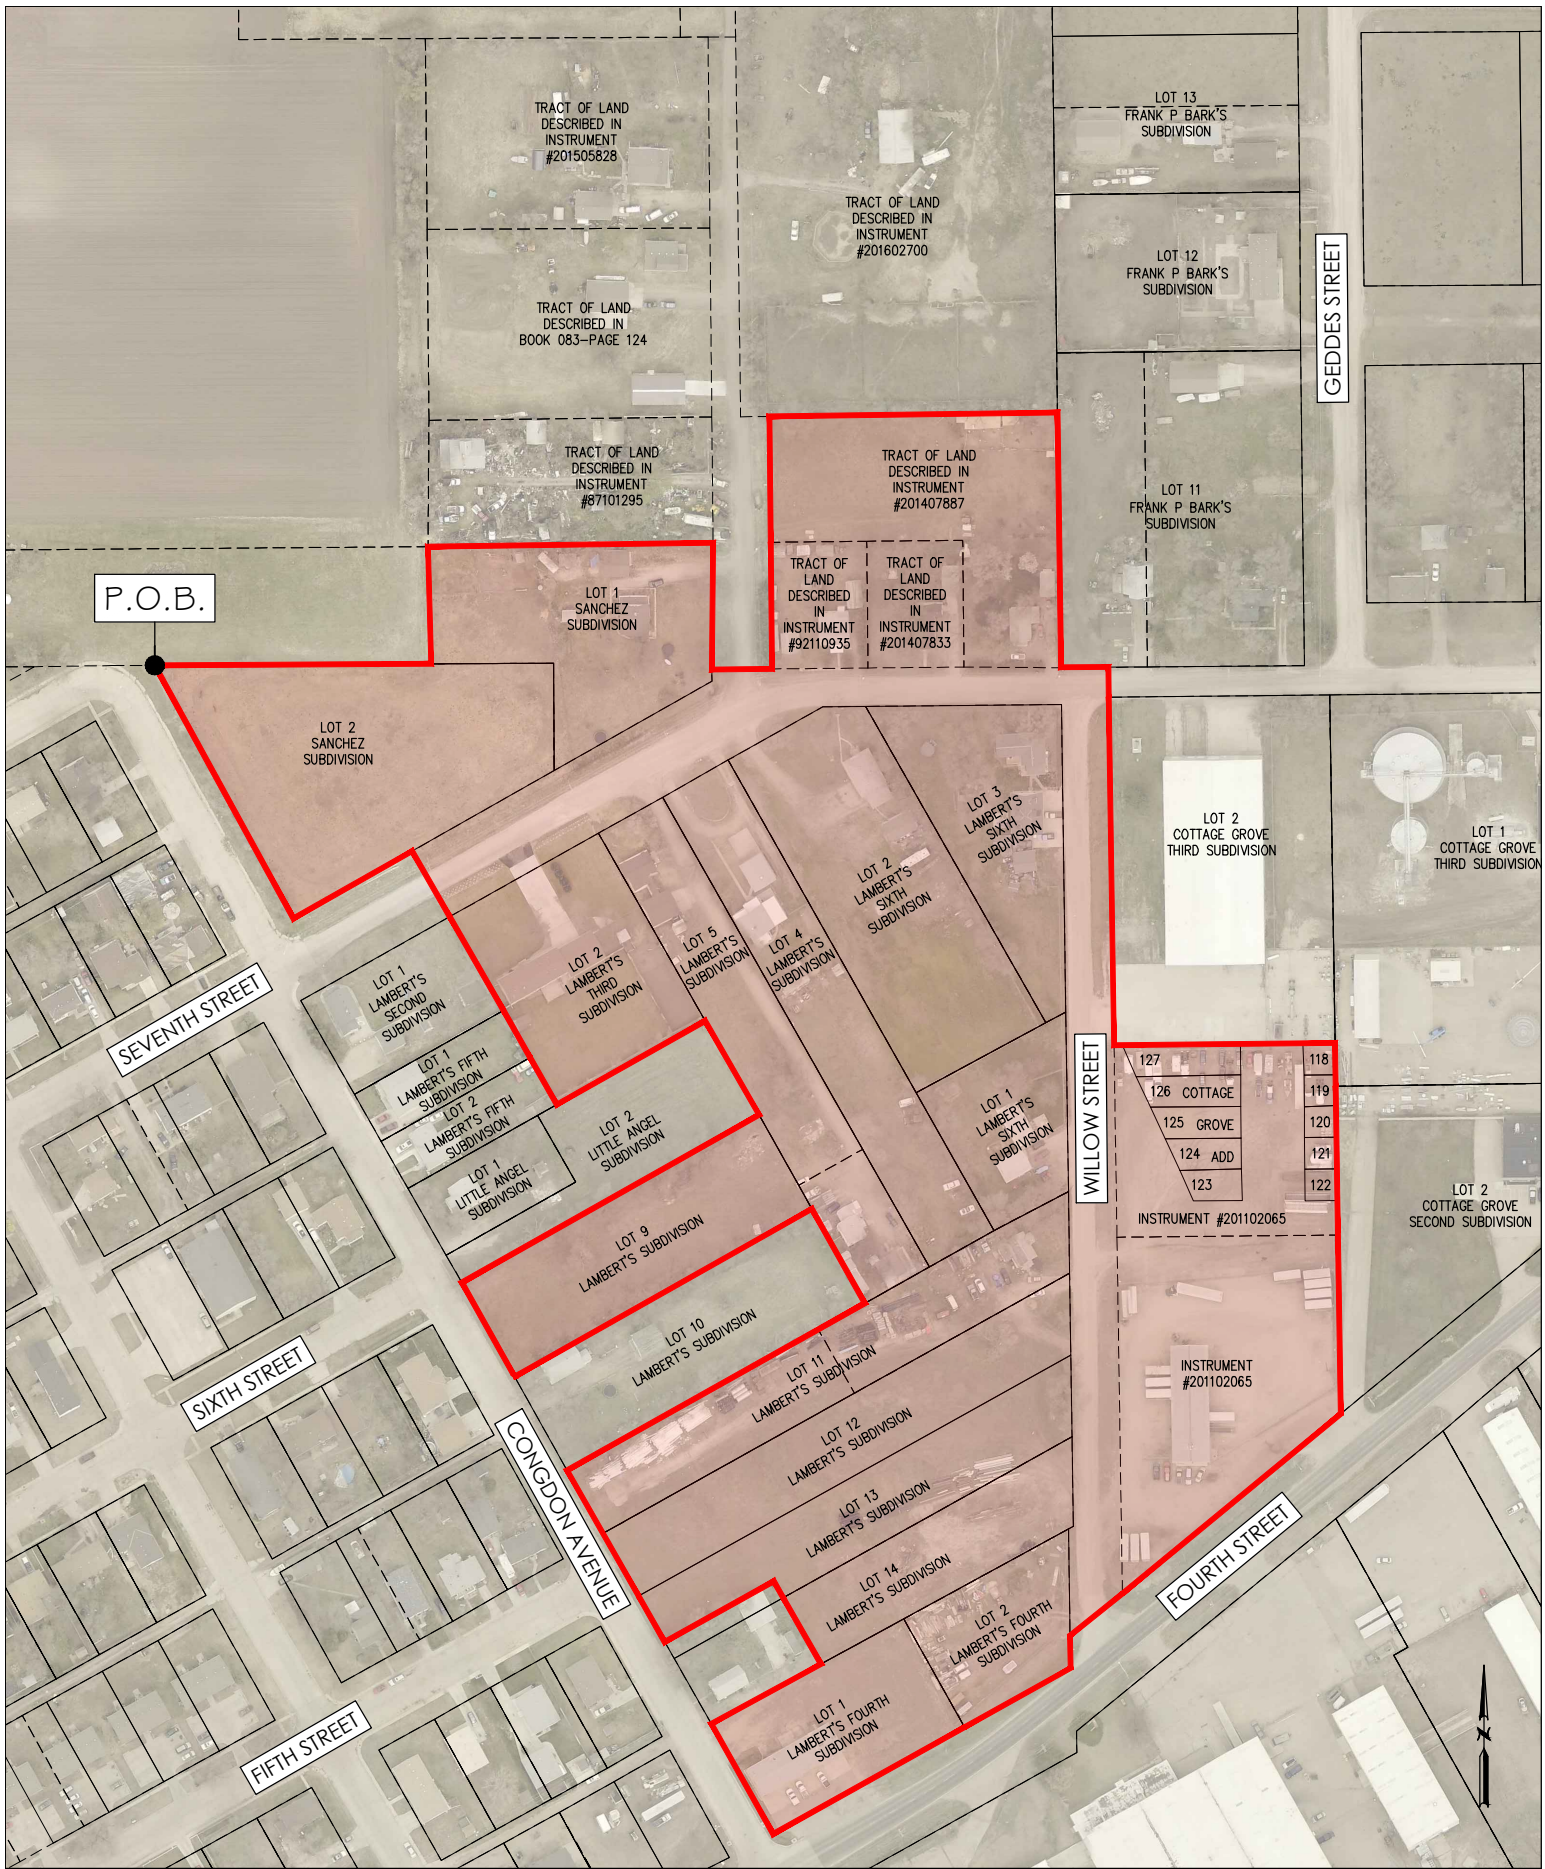 TRACT OF LAND
DESCRIBED IN
INSTRUMENT
#201505828
LOT 13
FRANK P BARK'S
SUBDIVISION
TRACT OF LAND
DESCRIBED IN
INSTRUMENT
#201602700
LOT 12
FRANK P BARK'S
SUBDIVISION
GEDDES STREET
TRACT OF LAND
DESCRIBED IN
BOOK 083-PAGE 124
TRACT OF LAND
DESCRIBED IN
INSTRUMENT
#87101295
TRACT OF LAND
DESCRIBED IN
INSTRUMENT
#201407887
LOT 11
FRANK P BARK'S
SUBDIVISION
P.O.B.
LOT 1
SANCHEZ
SUBDIVISION
TRACT OF
LAND
DESCRIBED
IN
INSTRUMENT
#92110935
TRACT OF
LAND
DESCRIBED
IN
INSTRUMENT
#201407833
LOT 2
SANCHEZ
SUBDIVISION
LOT 3
LAMBERT'S
SIXTH
SUBDIVISION
LOT 2
LAMBERT'S
SIXTH
SUBDIVISION
LOT 2
COTTAGE GROVE
THIRD SUBDIVISION
LOT 1
COTTAGE GROVE
THIRD SUBDIVISION
LOT 5
LAMBERT'S
SUBDIVISION
LOT 4
LAMBERT'S
SUBDIVISION
LOT 2
LAMBERT'S
THIRD
SUBDIVISION
LOT 1
LAMBERT'S
SECOND
SUBDIVISION
SEVENTH STREET
LOT 1
LAMBERT'S FIFTH
SUBDIVISION
LOT 2
LAMBERT'S FIFTH
SUBDIVISION
LOT 2
LITTLE ANGEL
SUBDIVISION
LOT 1
LITTLE ANGEL
SUBDIVISION
LOT 1
LAMBERT'S
SIXTH
SUBDIVISION
WILLOW STREET
127
118
126 COTTAGE
119
125 GROVE
120
124 ADD
121
123
122
INSTRUMENT #201102065
LOT 2
COTTAGE GROVE
SECOND SUBDIVISION
LOT 9
LAMBERT'S SUBDIVISION
LOT 10
LAMBERT'S SUBDIVISION
SIXTH STREET
LOT 11
LAMBERT'S SUBDIVISION
INSTRUMENT
#201102065
LOT 12
LAMBERT'S SUBDIVISION
CONGDON AVENUE
LOT 13
LAMBERT'S SUBDIVISION
LOT 14
LAMBERT'S SUBDIVISION
FOURTH STREET
LOT 2
LAMBERT'S FOURTH
SUBDIVISION
LOT 1
LAMBERT'S FOURTH
SUBDIVISION
FIFTH STREET
N